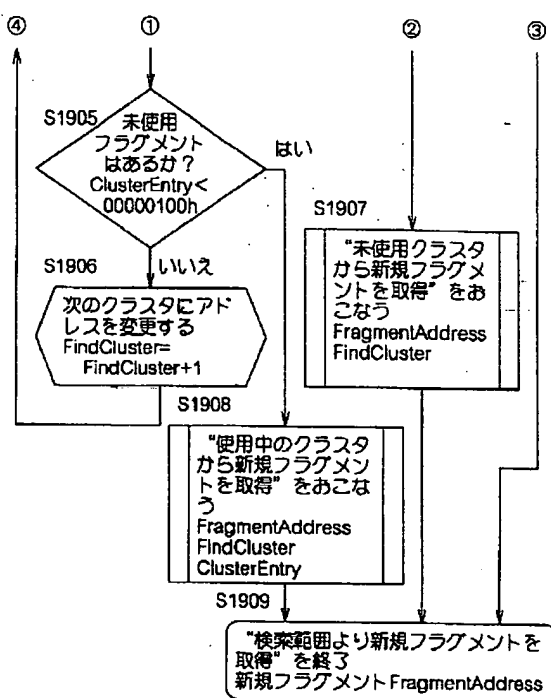 ④
①
②
③
S1905
未使用
フラグメント
はあるか?
ClusterEntry<
00000100h
はい
S1906
いいえ
次のクラスタにアド
レスを変更する
FindCluster=
FindCluster+1
S1907
"未使用クラスタ
から新規フラグメ
ントを取得" をお
こなう
FragmentAddress
FindCluster
S1908
"使用中のクラスタ
から新規フラグメン
トを取得" をおこな
う
FragmentAddress
FindCluster
ClusterEntry
S1909
"検索範囲より新規フラグメントを
取得" を終了
新規フラグメントFragmentAddress